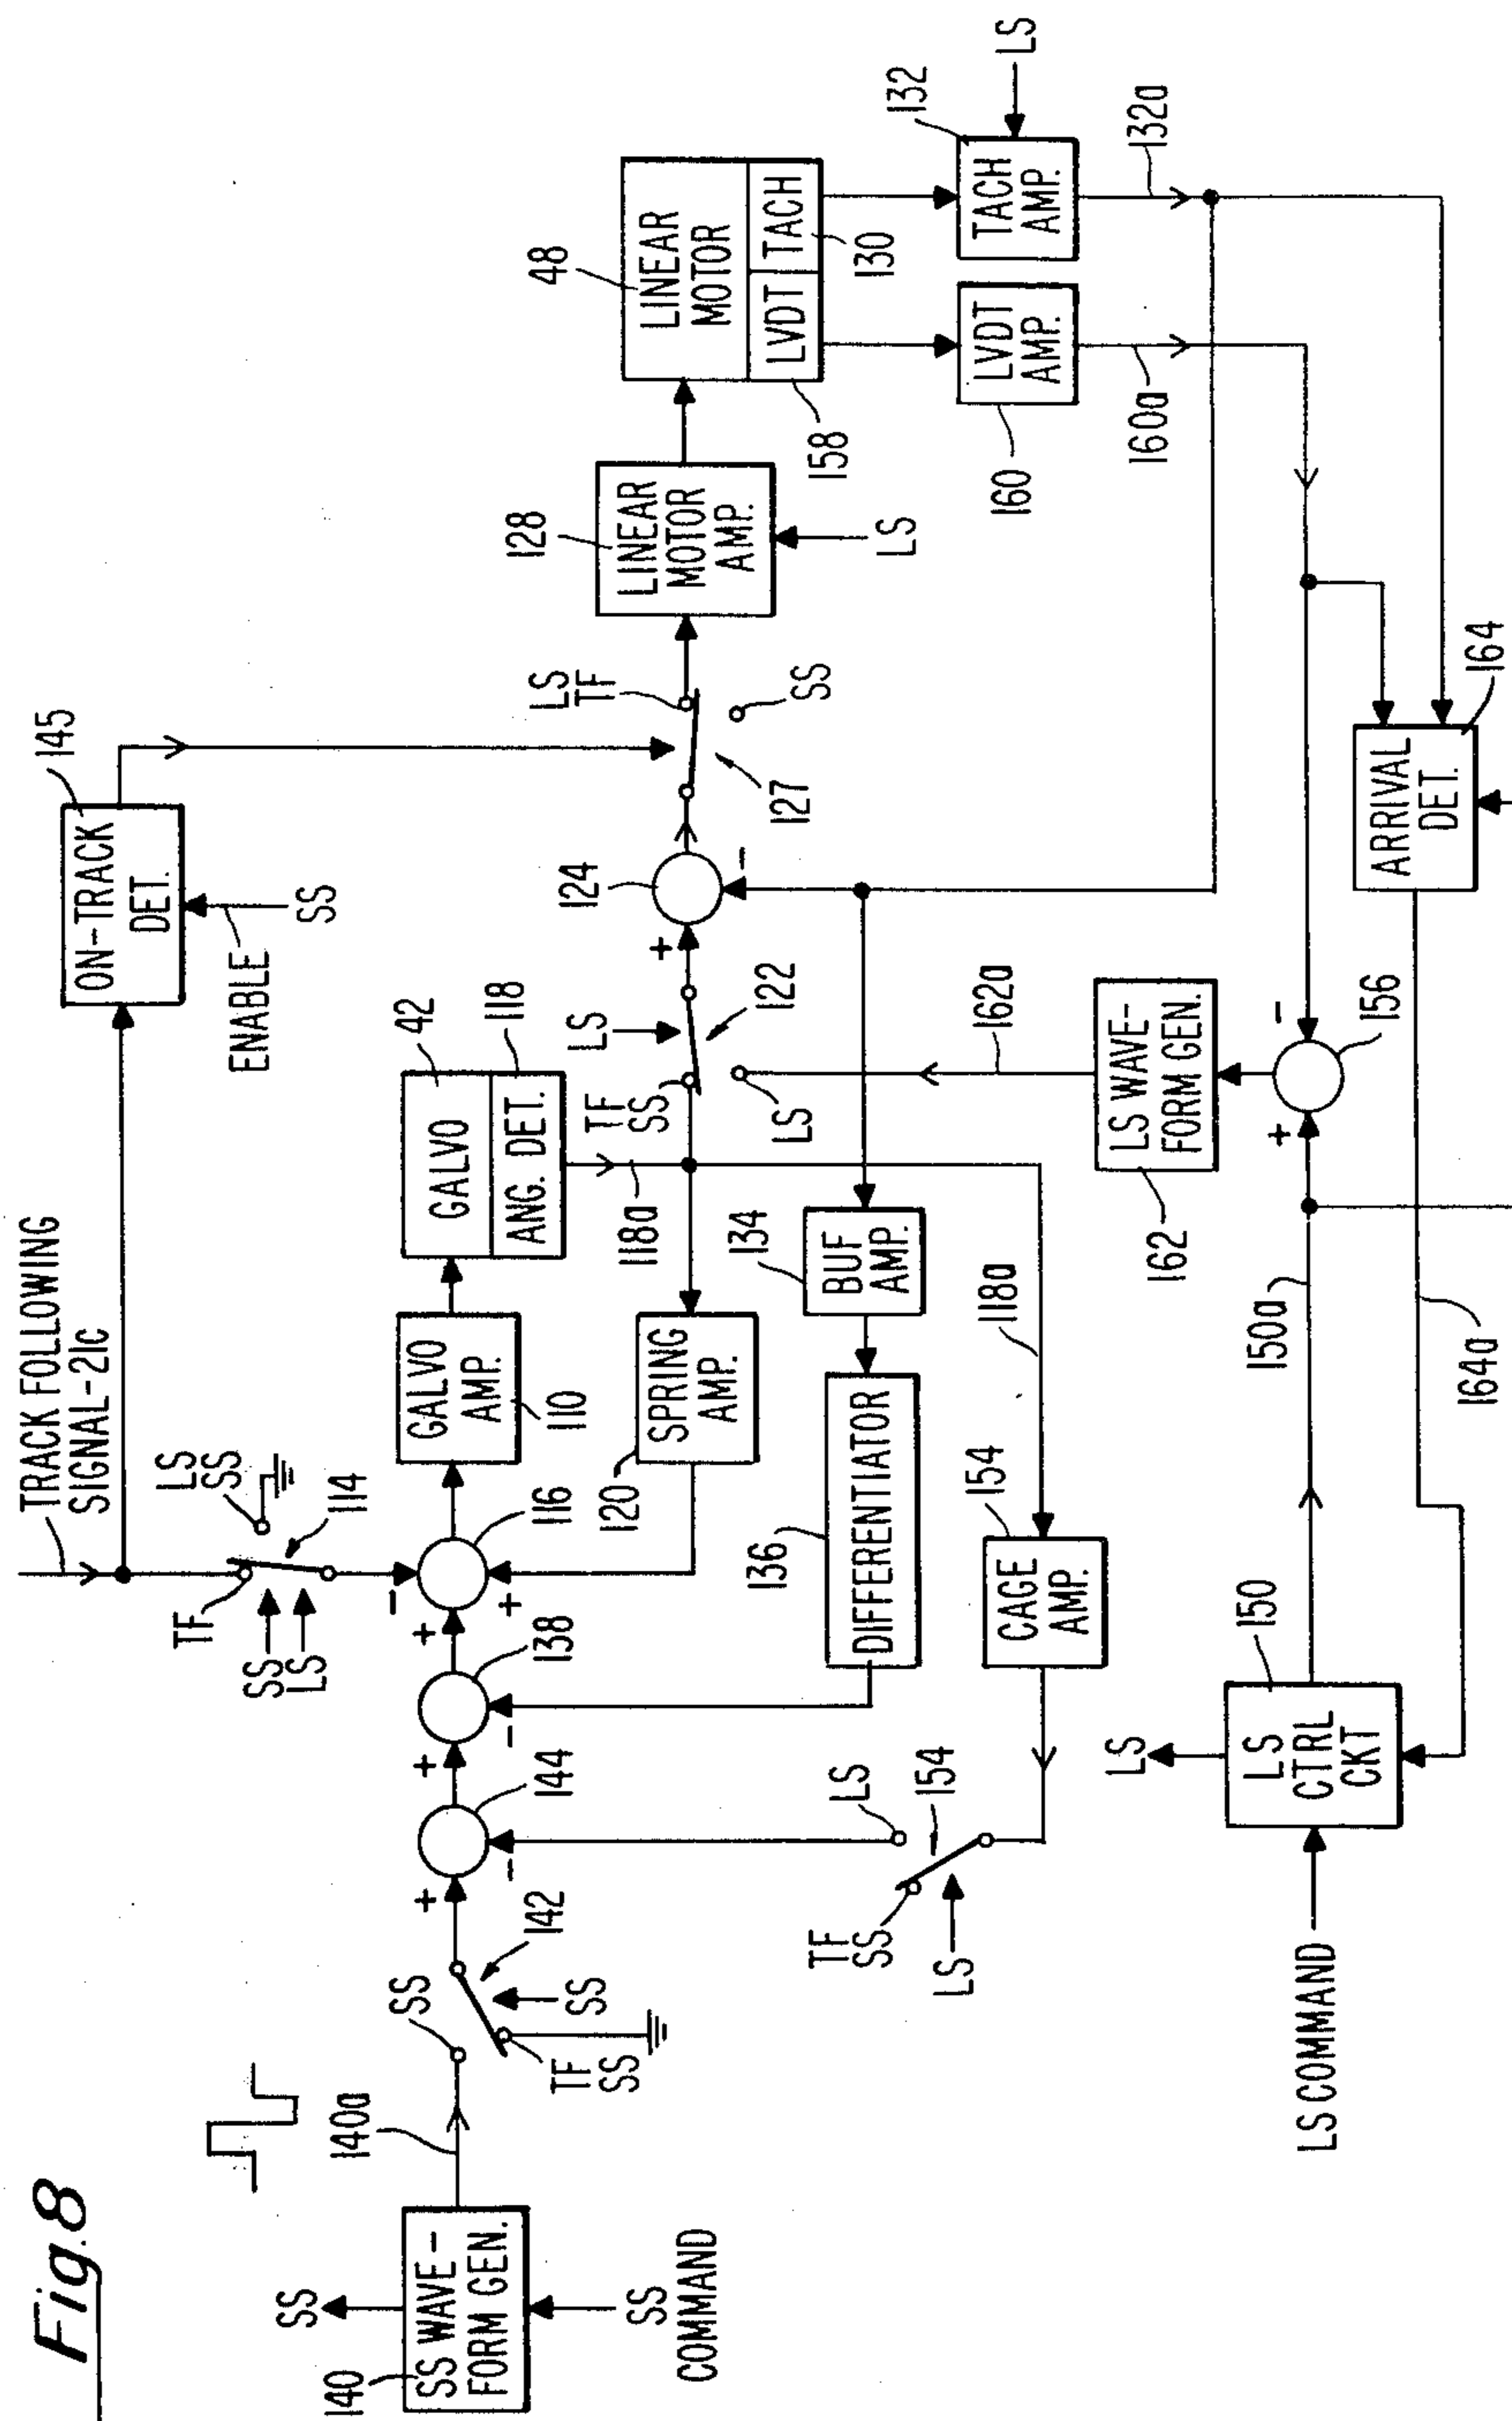 Fig.8
TRACK FOLLOWING
SIGNAL-21c
ON-TRACK
DET.
145
ENABLE
SS
LS
SS
TF
114
SS
LS
SS
SS WAVE-
FORM GEN.
140
SS
COMMAND
140a
SS
142
SS
TF
SS
+
144
-
+
138
-
+
116
-
+
GALVO
AMP.
110
GALVO
42
ANG. DET.
118
118a
SPRING
AMP.
120
TF
SS
LS
122
LS
+
124
-
127
LS
TF
SS
LINEAR
MOTOR
AMP.
128
LS
LINEAR
MOTOR
48
LVDT
158
TACH
130
TACH
AMP.
132
LS
132a
LVDT
AMP.
160
160a
BUF
AMP.
134
DIFFERENTIATOR
136
118a
CAGE
AMP.
154
LS
154
TF
SS
LS
162a
LS WAVE-
FORM GEN.
162
+
-
156
ARRIVAL
DET.
164
164a
150a
LS
LS
CTRL
CKT
150
LS COMMAND